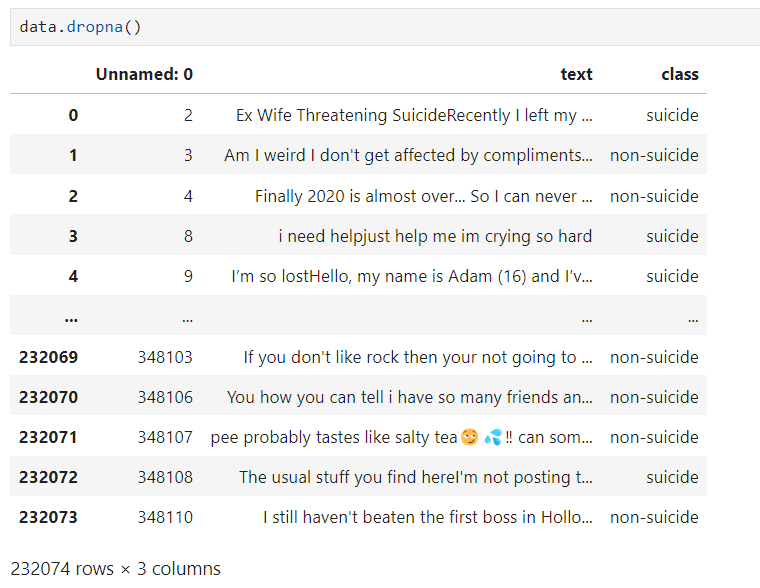 data.dropna()
Unnamed: 0 text class
0 2 Ex Wife Threatening SuicideRecently I left my ... suicide
1 3 Am I weird I don't get affected by compliments... non-suicide
2 4 Finally 2020 is almost over... So I can never ... non-suicide
3 8 i need helpjust help me im crying so hard suicide
4 9 I’m so lostHello, my name is Adam (16) and I’v... suicide
... ... ... ...
232069 348103 If you don't like rock then your not going to ... non-suicide
232070 348106 You how you can tell i have so many friends an... non-suicide
232071 348107 pee probably tastes like salty tea😏💦‼ can som... non-suicide
232072 348108 The usual stuff you find hereI'm not posting t... suicide
232073 348110 I still haven't beaten the first boss in Hollo... non-suicide
232074 rows × 3 columns